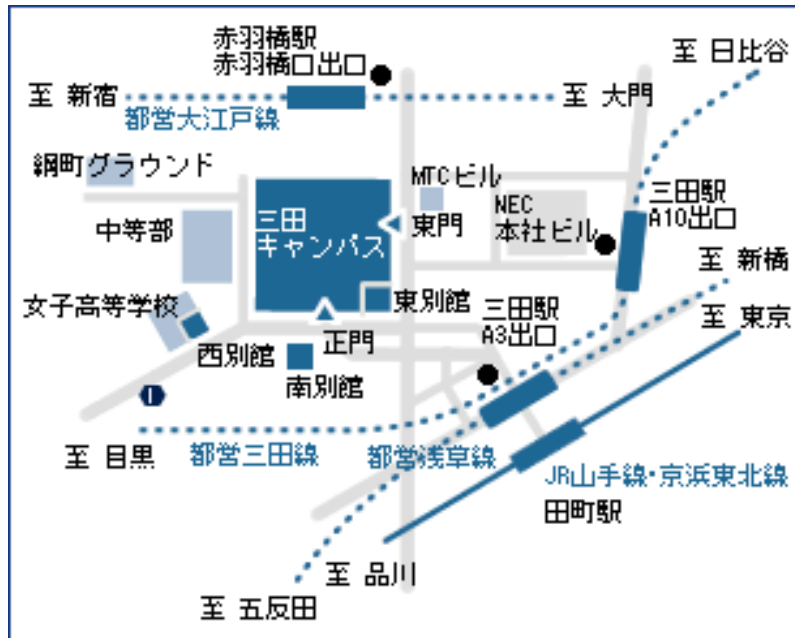 赤羽橋駅
赤羽橋口出口
至 日比谷
至 新宿
至 大門
都営大江戸線
綱町グラウンド
MTCビル
三田駅
A10出口
中等部
三田
キャンパス
東門
NEC
本社ビル
至 新橋
女子高等学校
東別館
三田駅
A3出口
至 東京
正門
西別館
南別館
至 目黒
都営三田線
都営浅草線
JR山手線・京浜東北線
田町駅
至 品川
至 五反田